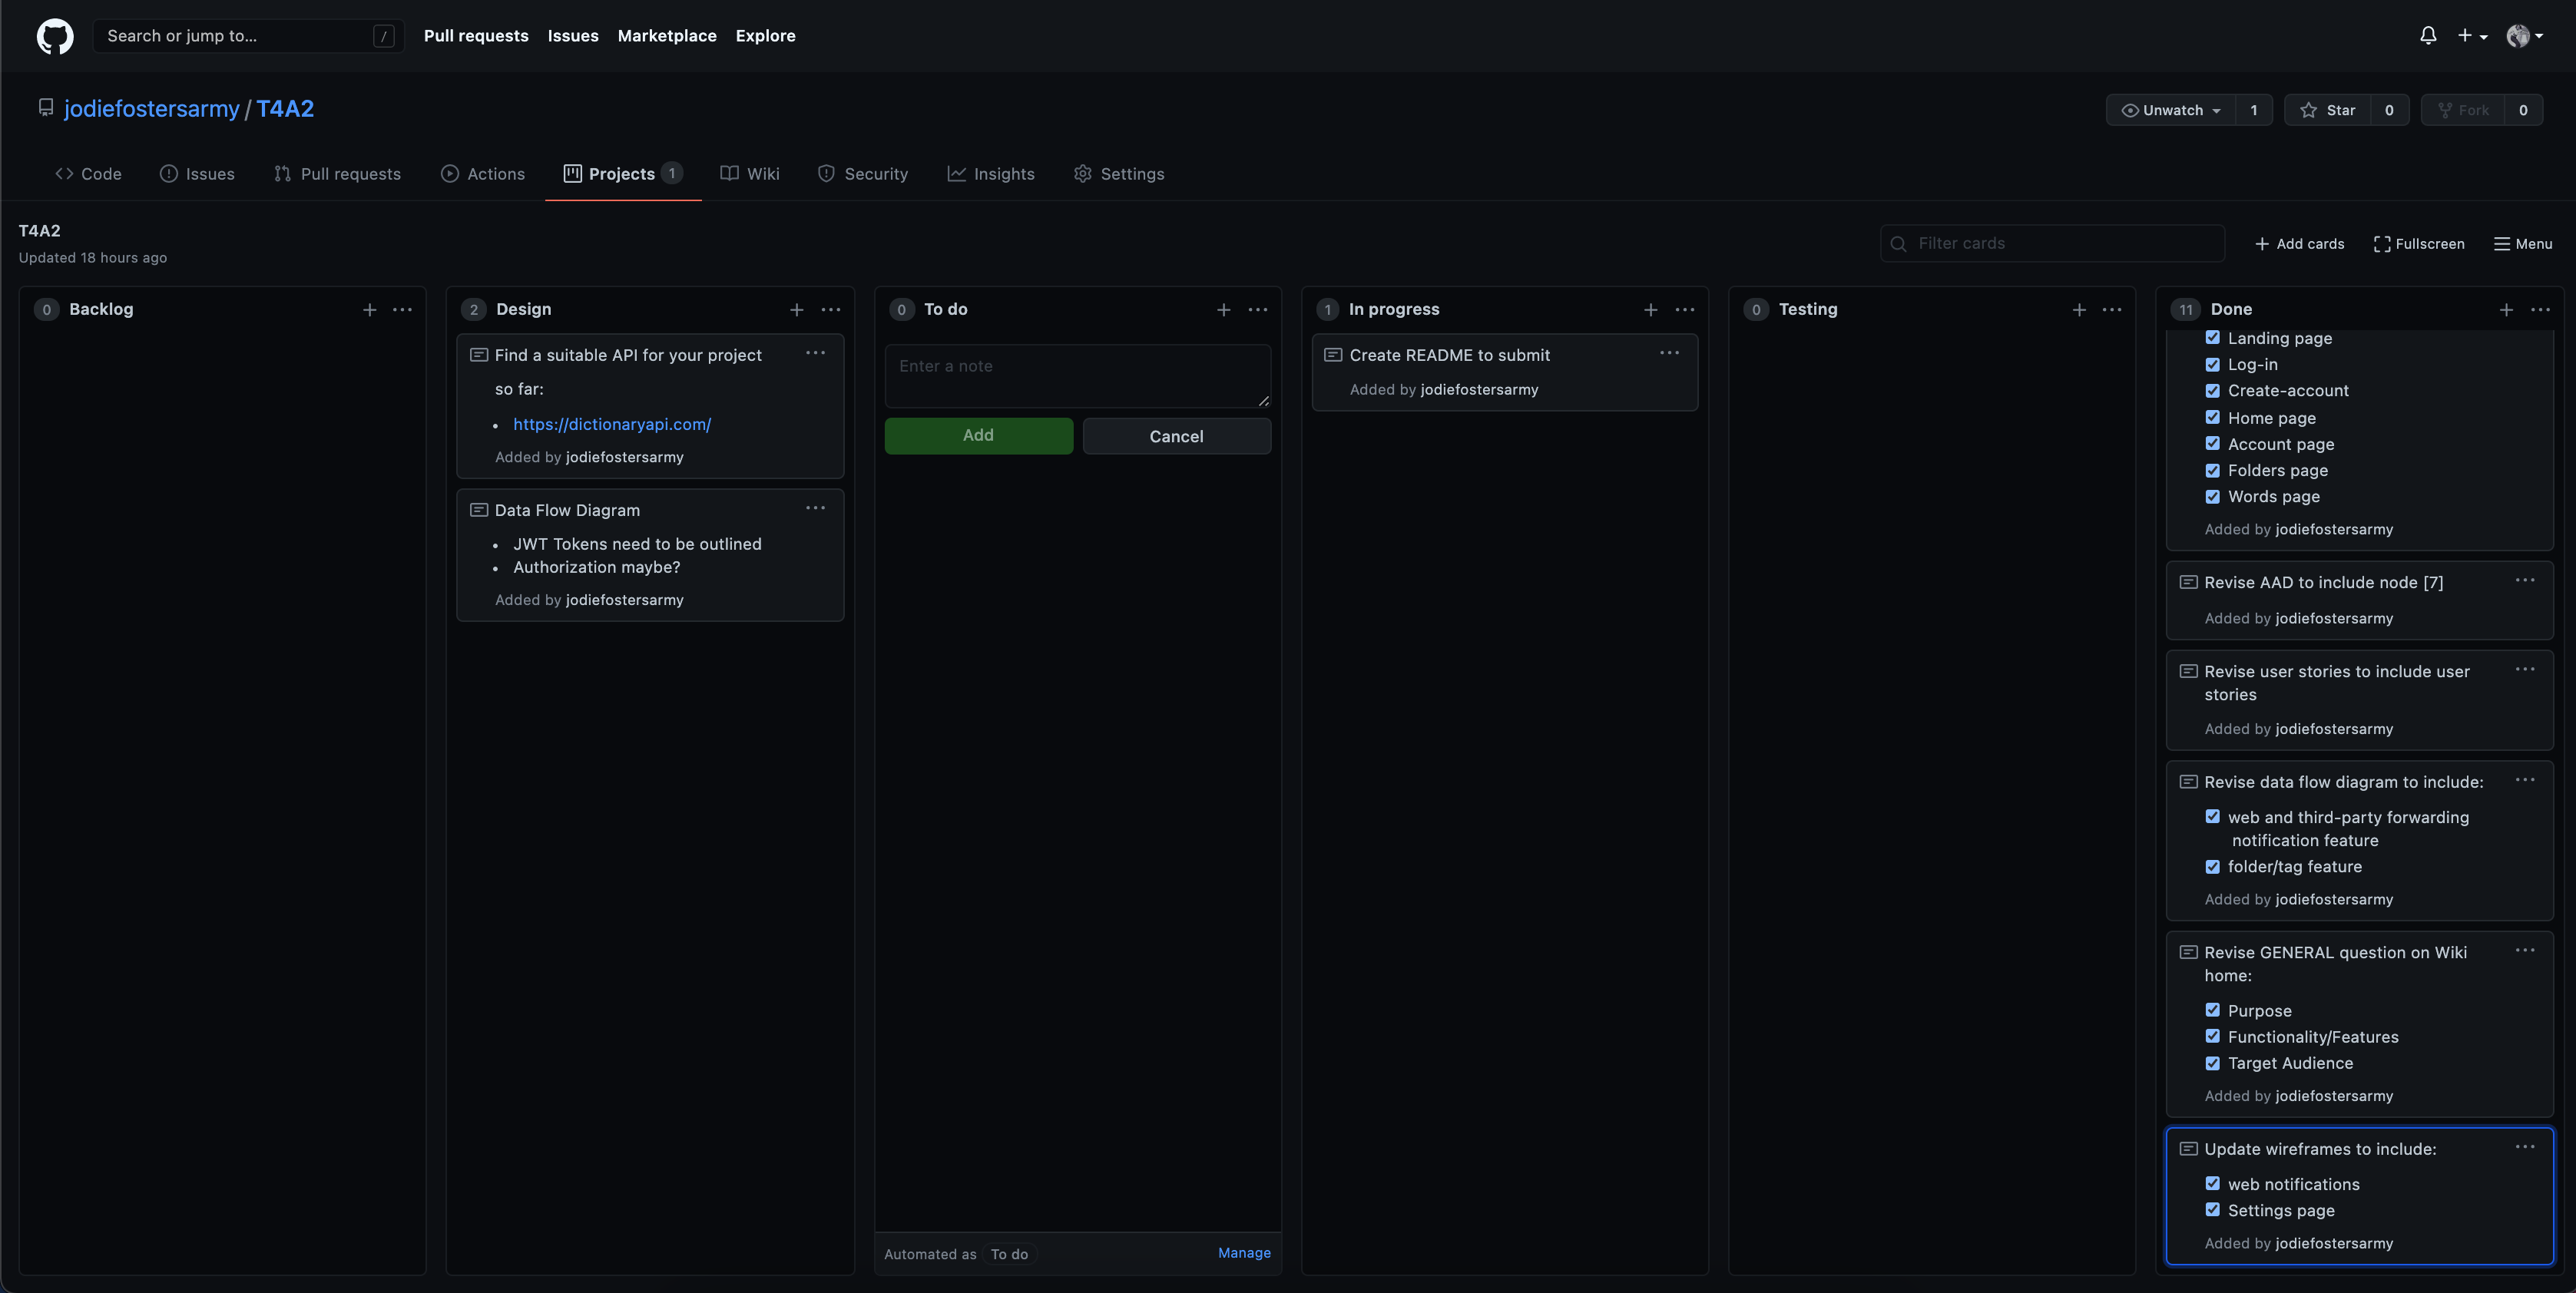 Search or jump to...
/
Pull requests
Issues
Marketplace
Explore
jodiefostersarmy / T4A2
Unwatch
1
Star
0
Fork
0
Code
Issues
Pull requests
Actions
Projects 1
Wiki
Security
Insights
Settings
T4A2
Updated 18 hours ago
Filter cards
Add cards
Fullscreen
Menu
0 Backlog
2 Design
Find a suitable API for your project
so far:
• https://dictionaryapi.com/
Added by jodiefostersarmy
Data Flow Diagram
• JWT Tokens need to be outlined
• Authorization maybe?
Added by jodiefostersarmy
0 To do
Enter a note
Add
Cancel
Automated as To do
Manage
1 In progress
Create README to submit
Added by jodiefostersarmy
0 Testing
11 Done
Landing page
Log-in
Create-account
Home page
Account page
Folders page
Words page
Added by jodiefostersarmy
Revise AAD to include node [7]
Added by jodiefostersarmy
Revise user stories to include user
stories
Added by jodiefostersarmy
Revise data flow diagram to include:
web and third-party forwarding
notification feature
folder/tag feature
Added by jodiefostersarmy
Revise GENERAL question on Wiki
home:
Purpose
Functionality/Features
Target Audience
Added by jodiefostersarmy
Update wireframes to include:
web notifications
Settings page
Added by jodiefostersarmy